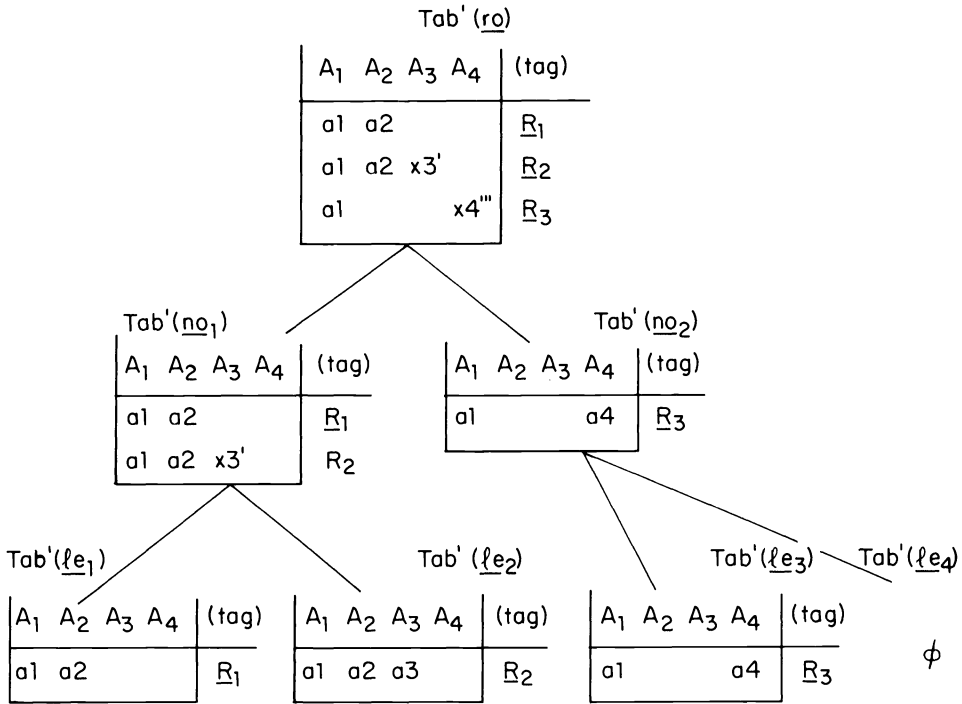 Tab'(ro)
A₁ A₂ A₃ A₄ (tag)
a1 a2 R₁
a1 a2 x3' R₂
a1 x4''' R₃
Tab'(no₁)
A₁ A₂ A₃ A₄ (tag)
a1 a2 R₁
a1 a2 x3' R₂
Tab'(no₂)
A₁ A₂ A₃ A₄ (tag)
a1 a4 R₃
Tab'(ℓe₁)
A₁ A₂ A₃ A₄ (tag)
a1 a2 R₁
Tab'(ℓe₂)
A₁ A₂ A₃ A₄ (tag)
a1 a2 a3 R₂
Tab'(ℓe₃)
A₁ A₂ A₃ A₄ (tag)
a1 a4 R₃
Tab'(ℓe₄)
ϕ